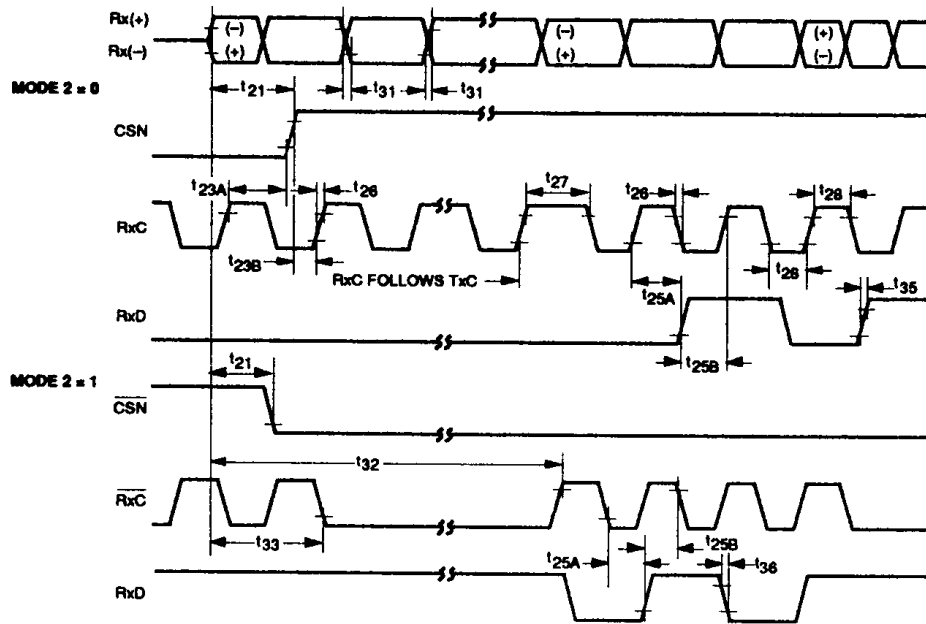 Rx(+)
(–) (–) (+)
Rx(–)
(+) (+) (–)
MODE 2 = 0
t21 t31 t31
CSN
t23A t26 t27 t26 t28
RxC
t23B t28
RxC FOLLOWS TxC t25A t35
RxD
t21 t25B
MODE 2 = 1
CSN
t32
RxC
t33 t25A t25B t36
RxD